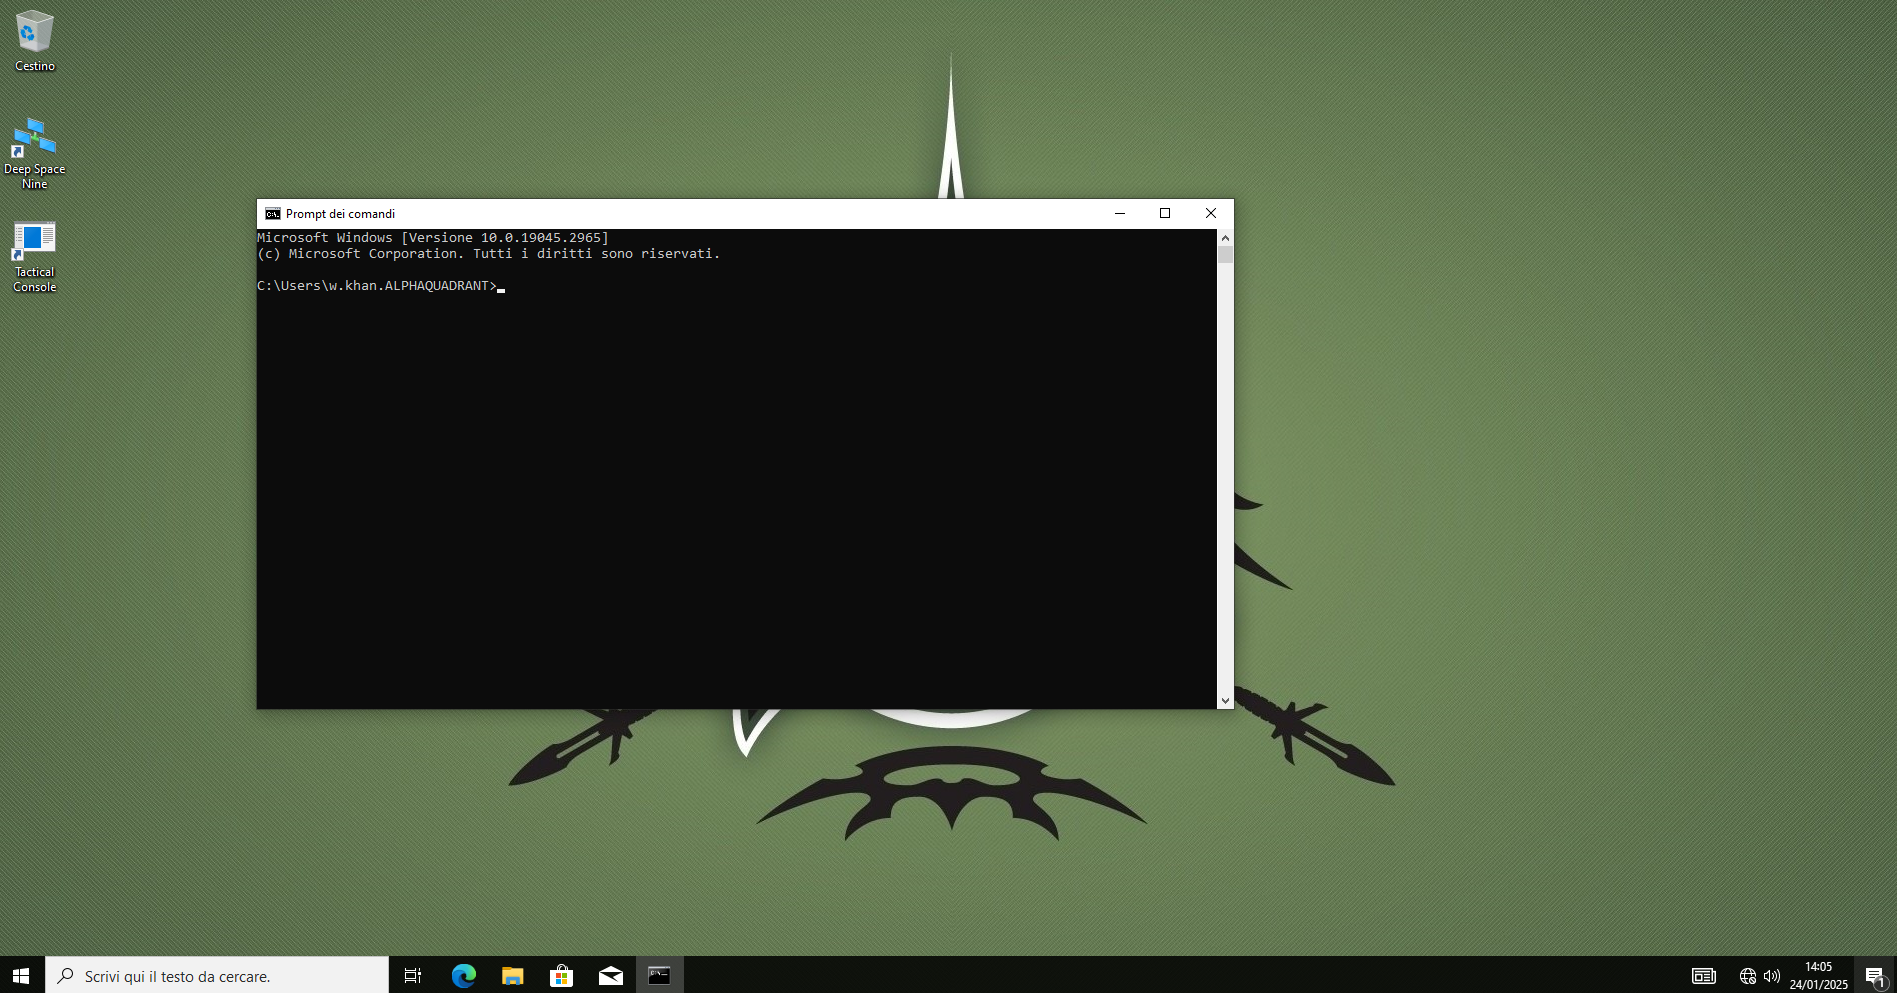 Cestino
Deep Space
Nine
Tactical
Console
Prompt dei comandi
Microsoft Windows [Versione 10.0.19045.2965]
(c) Microsoft Corporation. Tutti i diritti sono riservati.
C:\Users\w.khan.ALPHAQUADRANT>
Scrivi qui il testo da cercare.
14:05
24/01/2025
1